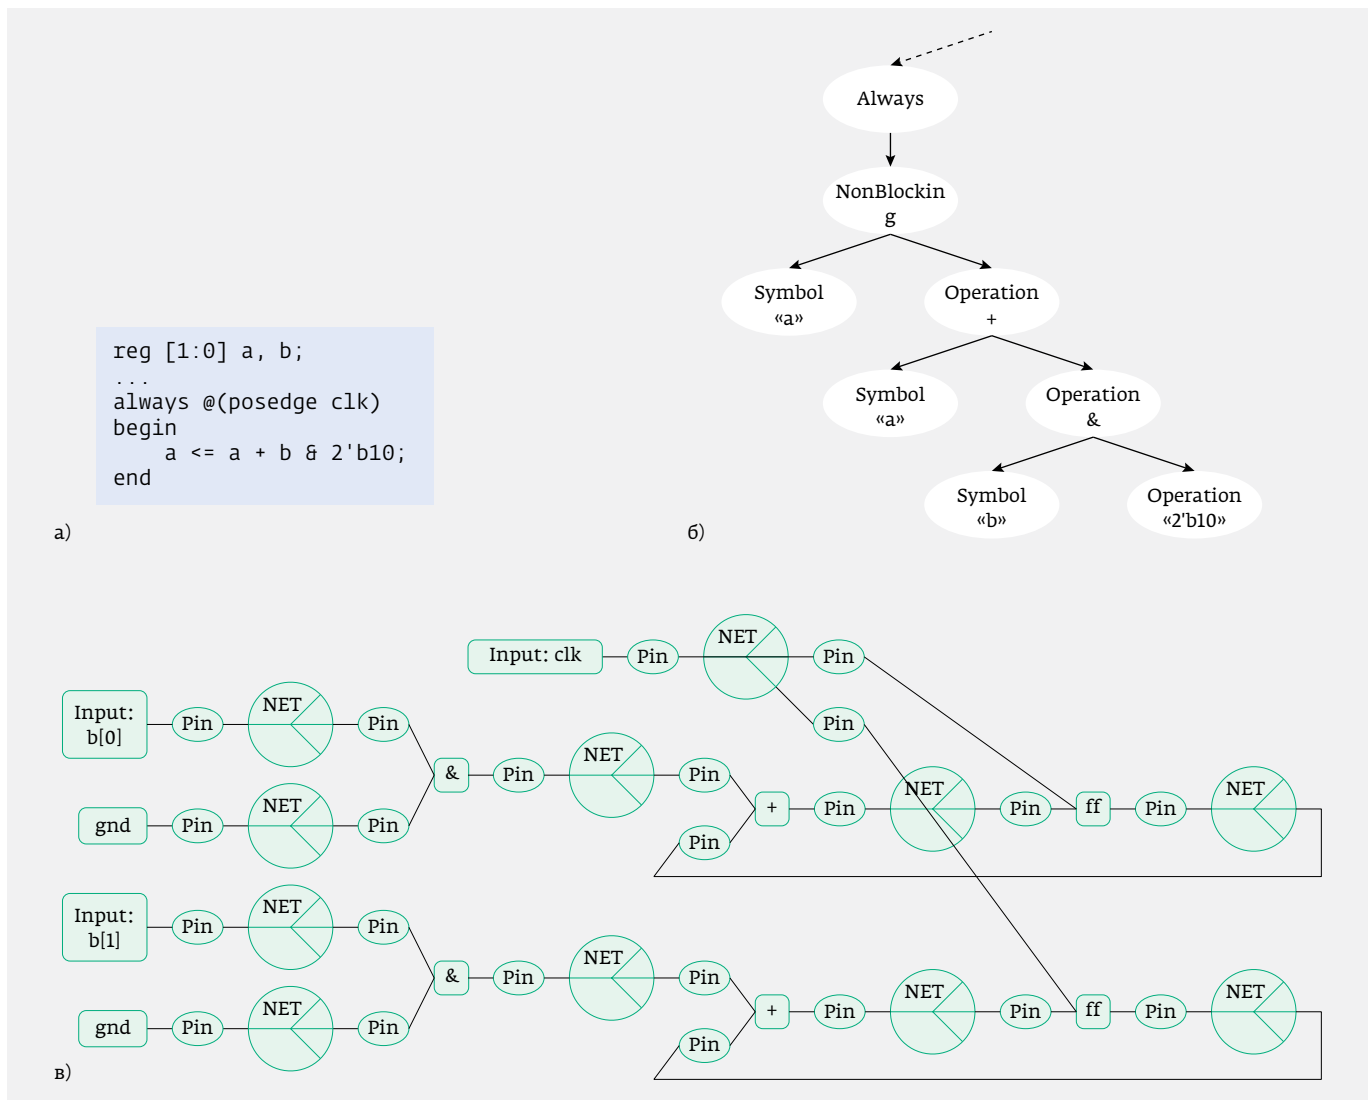 reg [1:0] a, b;
...
always @(posedge clk)
begin
    a <= a + b & 2'b10;
end
а)
Always
NonBlockin
g
Symbol
«a»
Operation
+
Symbol
«a»
Operation
&
Symbol
«b»
Operation
«2'b10»
б)
Input: clk
Pin
NET
Pin
Pin
Input:
b[0]
Pin
NET
Pin
gnd
Pin
NET
Pin
&
Pin
NET
Pin
Pin
+
Pin
NET
Pin
ff
Pin
NET
Input:
b[1]
Pin
NET
Pin
gnd
Pin
NET
Pin
&
Pin
NET
Pin
Pin
+
Pin
NET
Pin
ff
Pin
NET
в)